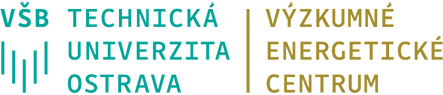 VŠB TECHNICKÁ
UNIVERZITA
OSTRAVA
VÝZKUMNÉ
ENERGETICKÉ
CENTRUM